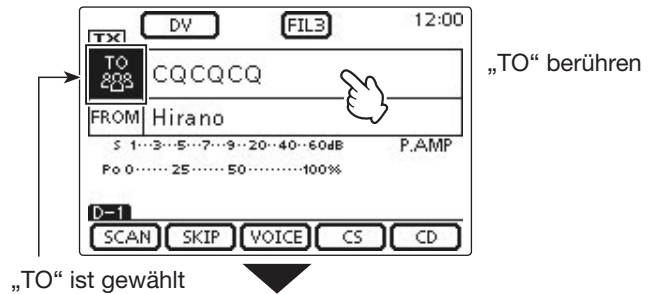 DV FIL3 12:00
TX
TO CQCQCQ
„TO“ berühren
FROM Hirano
S 1···3···5···7···9··20··40··60dB P.AMP
Po 0······25······50·········100%
D-1
SCAN SKIP VOICE CS CD
„TO“ ist gewählt